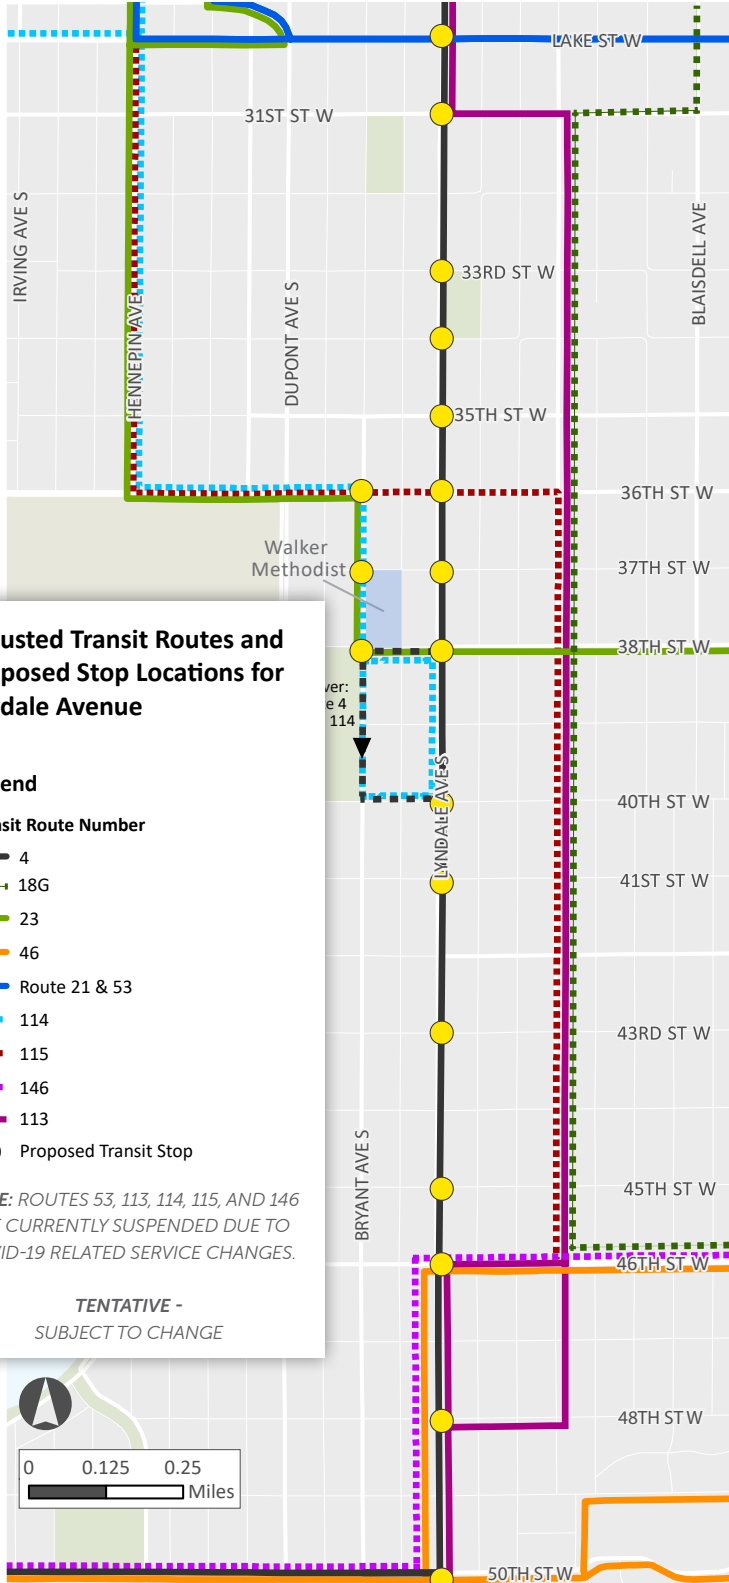 LAKE ST W
31ST ST W
IRVING AVE S
BLAISDELL AVE
33RD ST W
DUPONT AVE S
HENNEPIN AVE
35TH ST W
36TH ST W
Walker
Methodist
37TH ST W
38TH ST W
usted Transit Routes and
posed Stop Locations for
dale Avenue
ver:
e 4
114
LYNDALE AVE S
end
40TH ST W
sit Route Number
4
41ST ST W
18G
23
46
Route 21 & 53
114
43RD ST W
115
146
113
Proposed Transit Stop
BRYANT AVE S
45TH ST W
E: ROUTES 53, 113, 114, 115, AND 146
E CURRENTLY SUSPENDED DUE TO
VID-19 RELATED SERVICE CHANGES.
46TH ST W
TENTATIVE -
SUBJECT TO CHANGE
48TH ST W
0 0.125 0.25
Miles
50TH ST W